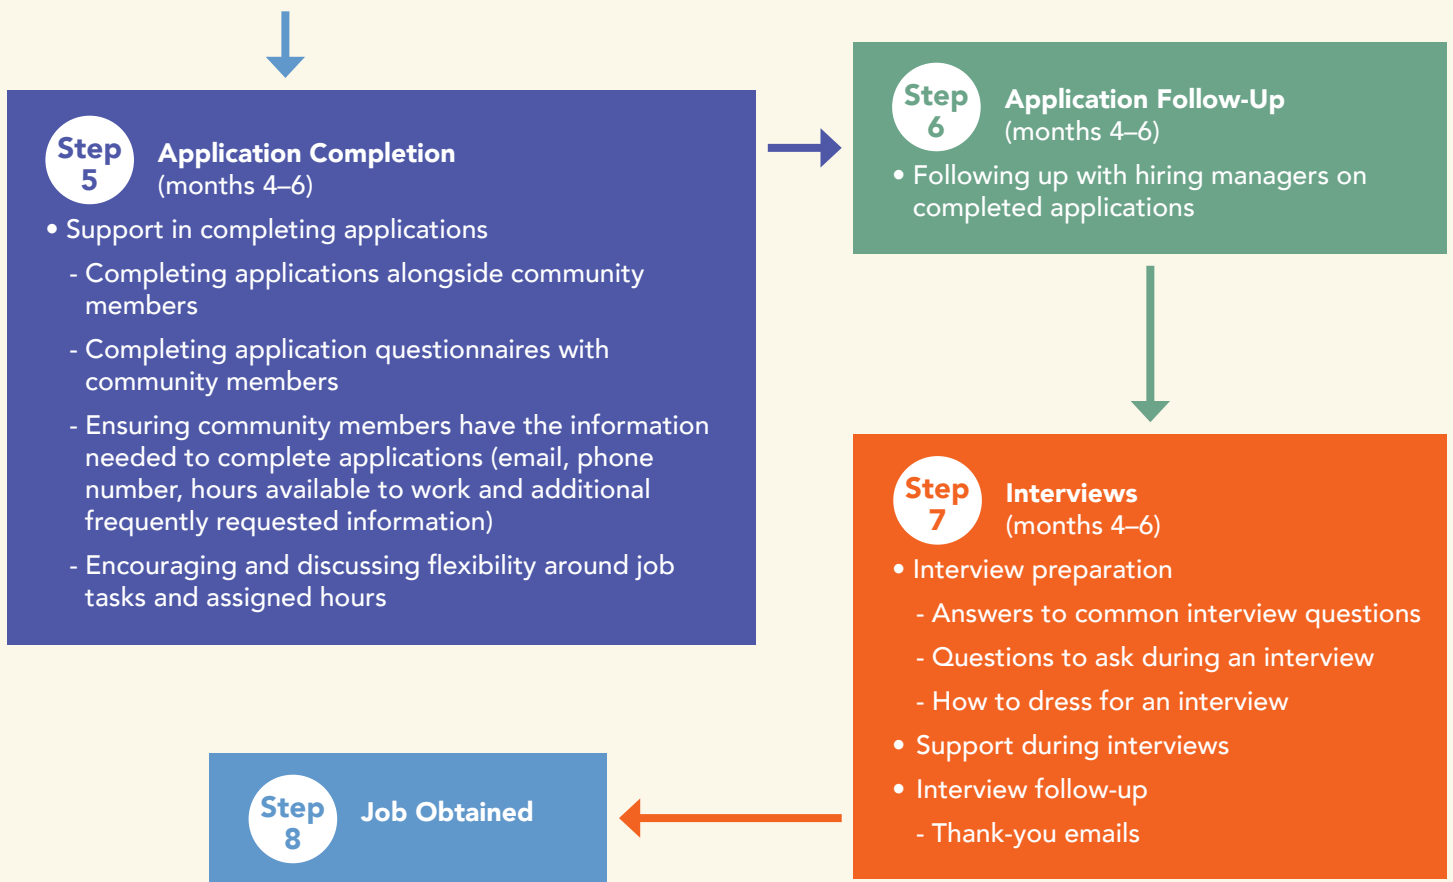 Step
5
Application Completion
(months 4–6)
• Support in completing applications
- Completing applications alongside community
members
- Completing application questionnaires with
community members
- Ensuring community members have the information
needed to complete applications (email, phone
number, hours available to work and additional
frequently requested information)
- Encouraging and discussing flexibility around job
tasks and assigned hours
Step
6
Application Follow-Up
(months 4–6)
• Following up with hiring managers on
completed applications
Step
7
Interviews
(months 4–6)
• Interview preparation
- Answers to common interview questions
- Questions to ask during an interview
- How to dress for an interview
• Support during interviews
• Interview follow-up
- Thank-you emails
Step
8
Job Obtained